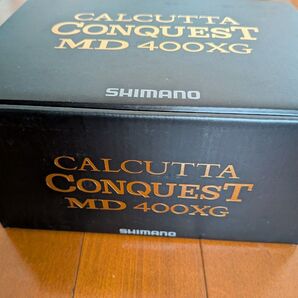 CALCUTTA
CONQUEST
MD 400XG
SHIMANO
CALCUTTA
CONQUEST
MD 400XG
SHIMANO